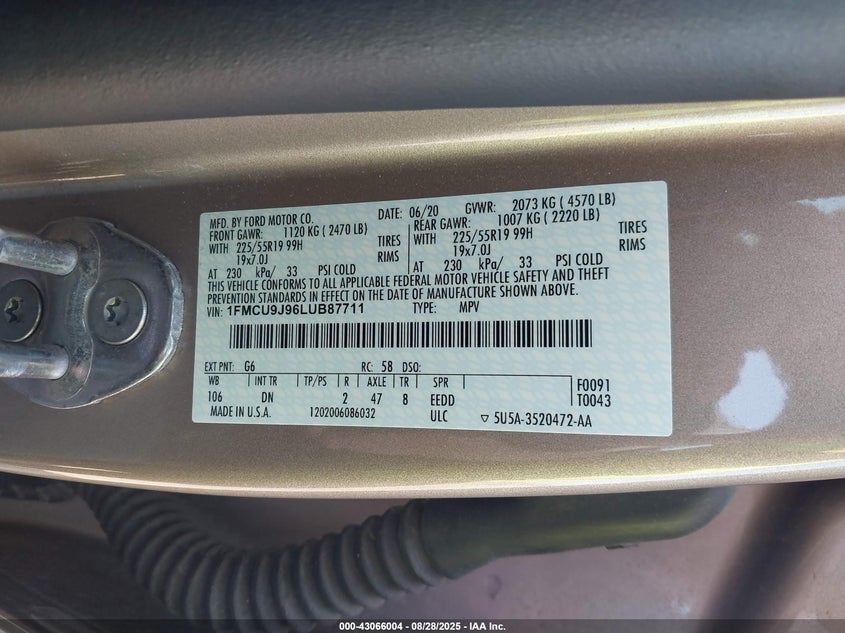 MFD. BY FORD MOTOR CO.
DATE: 06/20 GVWR: 2073 KG ( 4570 LB)
FRONT GAWR: 1120 KG ( 2470 LB)
REAR GAWR: 1007 KG ( 2220 LB)
WITH 225/55R19 99H TIRES
WITH 225/55R19 99H TIRES
19x7.0J RIMS
19x7.0J RIMS
AT 230 kPa/ 33 PSI COLD
AT 230 kPa/ 33 PSI COLD
THIS VEHICLE CONFORMS TO ALL APPLICABLE FEDERAL MOTOR VEHICLE SAFETY AND THEFT
PREVENTION STANDARDS IN EFFECT ON THE DATE OF MANUFACTURE SHOWN ABOVE.
VIN: 1FMCU9J96LUB87711 TYPE: MPV
EXT PNT: G6 RC: 58 DSO:
WB INT TR TP/PS R AXLE TR SPR F0091
106 DN 2 47 8 EEDD T0043
MADE IN U.S.A. 1202006086032 ULC ▽ 5U5A-3520472-AA
000-43066004 - 08/28/2025 - IAA Inc.